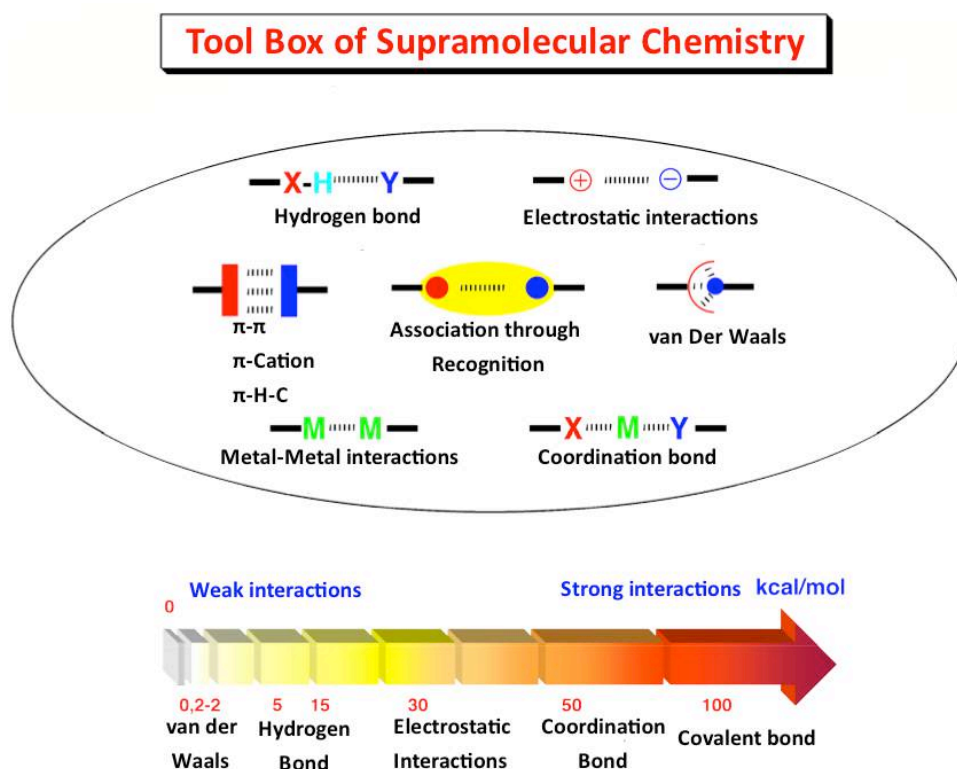 Tool Box of Supramolecular Chemistry
X-H Y
Hydrogen bond
+ −
Electrostatic interactions
π-π
π-Cation
π-H-C
Association through
Recognition
van Der Waals
M M
Metal-Metal interactions
X M Y
Coordination bond
Weak interactions
Strong interactions
kcal/mol
0
0,2-2
5
15
30
50
100
van der
Waals
Hydrogen
Bond
Electrostatic
Interactions
Coordination
Bond
Covalent bond